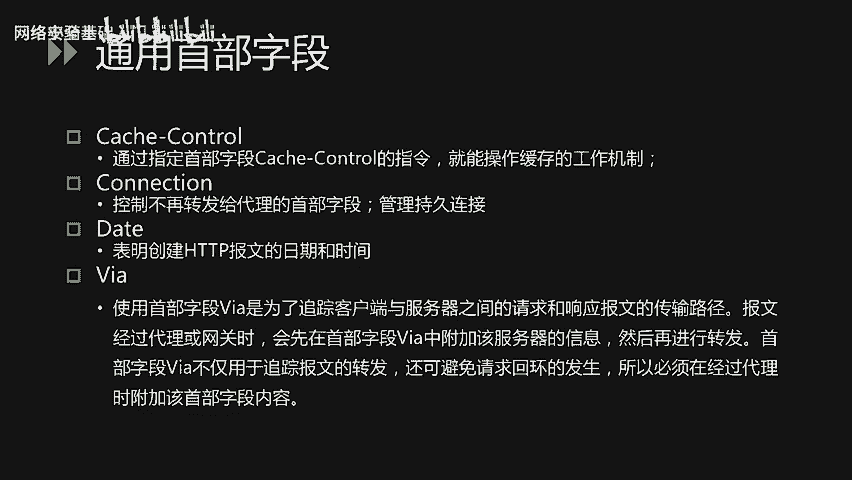 网络安全基础
通用首部字段
Cache-Control
• 通过指定首部字段Cache-Control的指令，就能操作缓存的工作机制；
Connection
• 控制不再转发给代理的首部字段；管理持久连接
Date
• 表明创建HTTP报文的日期和时间
Via
• 使用首部字段Via是为了追踪客户端与服务器之间的请求和响应报文的传输路径。报文
经过代理或网关时，会先在首部字段Via中附加该服务器的信息，然后再进行转发。首
部字段Via不仅用于追踪报文的转发，还可避免请求回环的发生，所以必须在经过代理
时附加该首部字段内容。